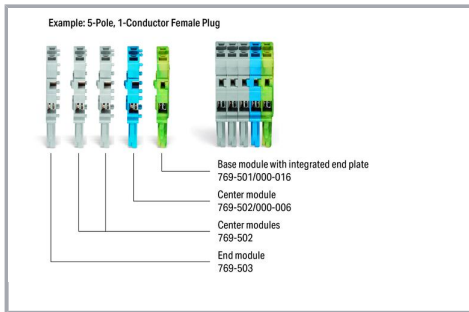 Example: 5-Pole, 1-Conductor Female Plug
Base module with integrated end plate
769-501/000-016
Center module
769-502/000-006
Center modules
769-502
End module
769-503